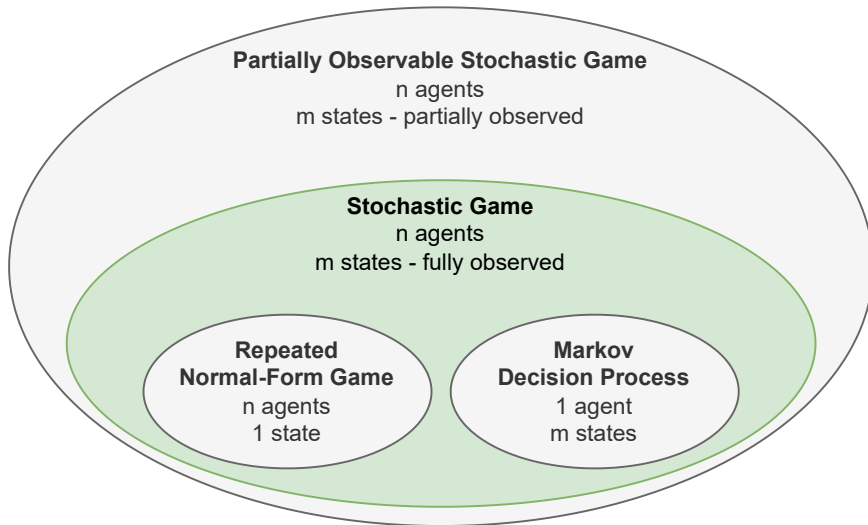 Partially Observable Stochastic Game
n agents
m states - partially observed
Stochastic Game
n agents
m states - fully observed
Repeated
Normal-Form Game
n agents
1 state
Markov
Decision Process
1 agent
m states